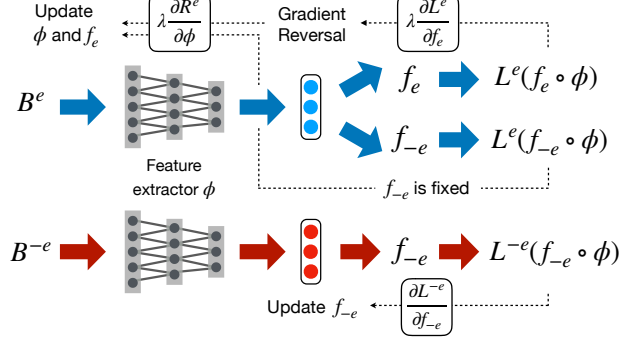 Update
ϕ and f_e
λ ∂R^e/∂ϕ
Gradient
Reversal
λ ∂L^e/∂f_e
B^e
f_e
L^e(f_e ∘ ϕ)
f_{−e}
L^e(f_{−e} ∘ ϕ)
Feature
extractor ϕ
f_{−e} is fixed
B^{−e}
f_{−e}
L^{−e}(f_{−e} ∘ ϕ)
Update f_{−e}
∂L^{−e}/∂f_{−e}